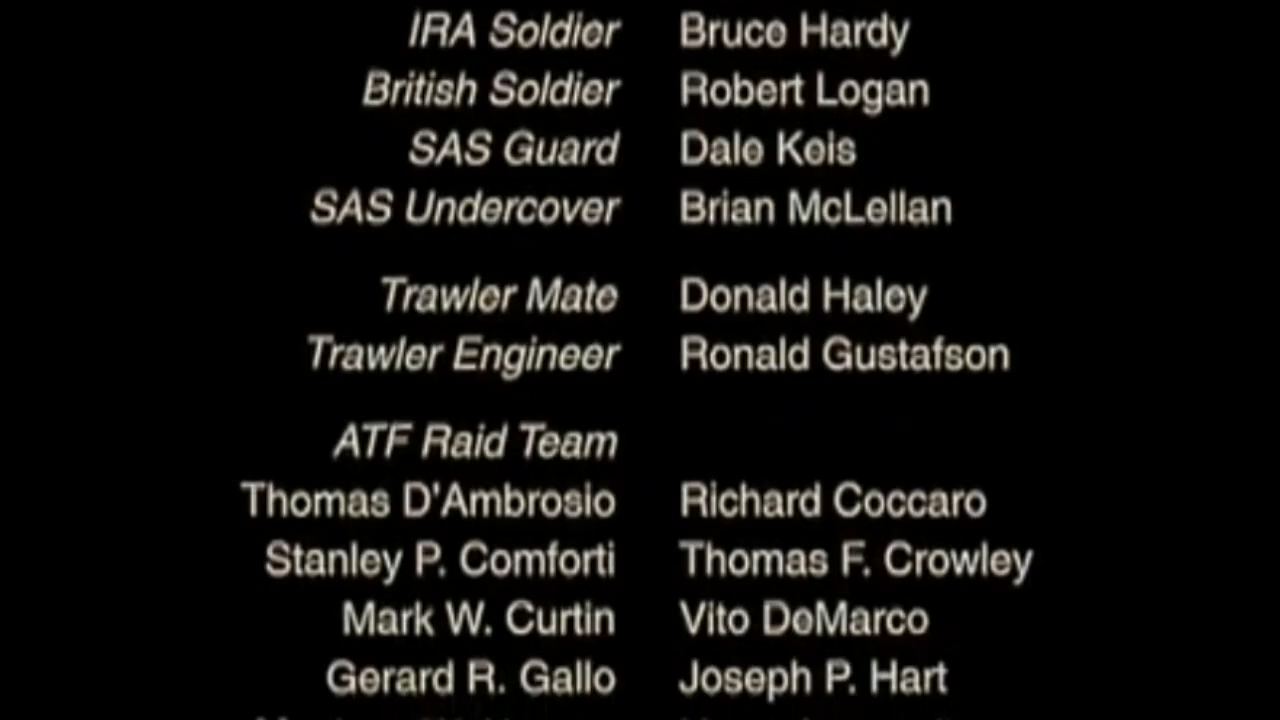 IRA Soldier Bruce Hardy
British Soldier Robert Logan
SAS Guard Dale Keis
SAS Undercover Brian McLellan
Trawler Mate Donald Haley
Trawler Engineer Ronald Gustafson
ATF Raid Team
Thomas D'Ambrosio Richard Coccaro
Stanley P. Comforti Thomas F. Crowley
Mark W. Curtin Vito DeMarco
Gerard R. Gallo Joseph P. Hart